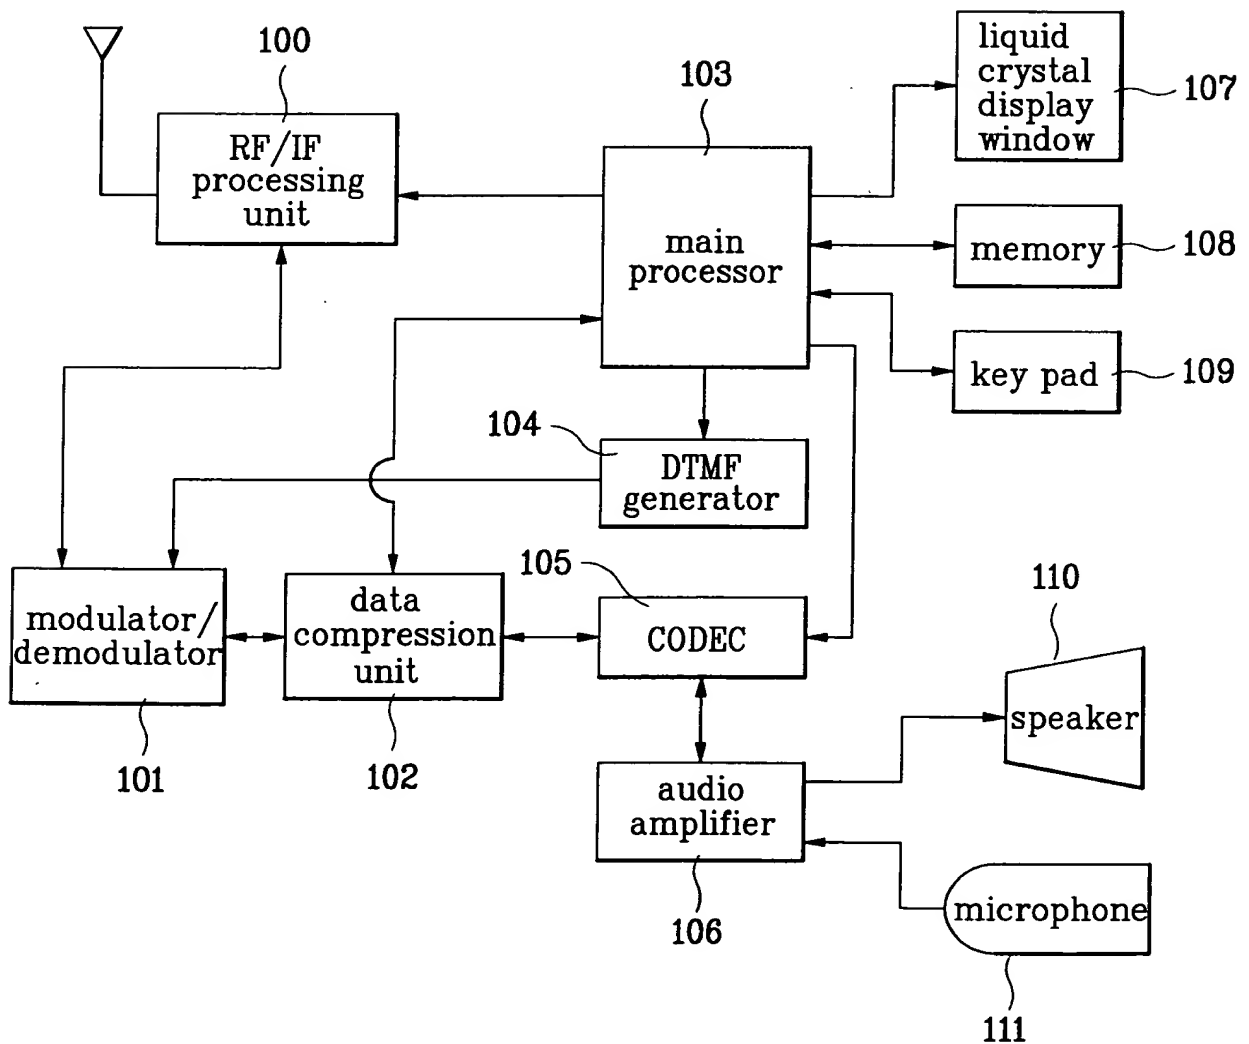 100
RF/IF
processing
unit
103
main
processor
liquid
crystal
display
window
107
memory
108
key pad
109
104
DTMF
generator
105
CODEC
modulator/
demodulator
101
data
compression
unit
102
audio
amplifier
106
110
speaker
microphone
111